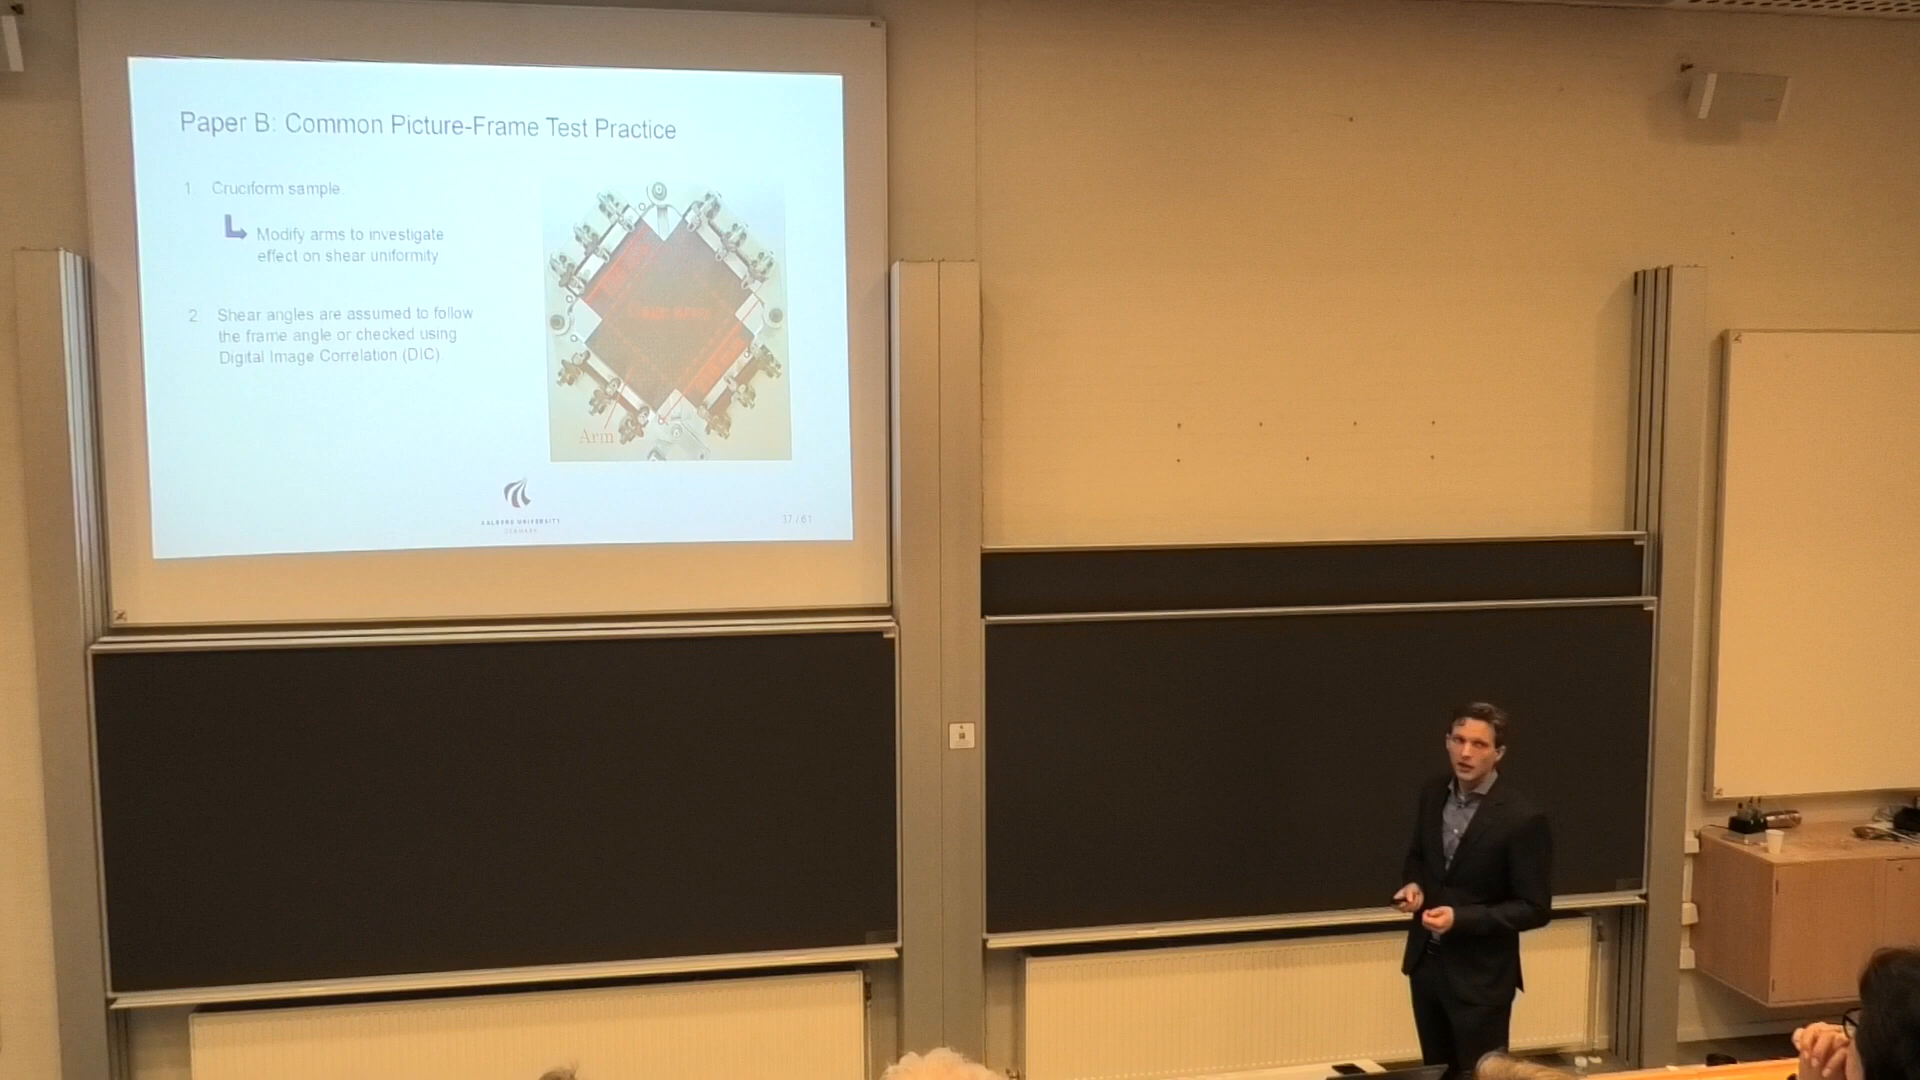 Paper B: Common Picture-Frame Test Practice
1. Cruciform sample.
Modify arms to investigate
effect on shear uniformity
2. Shear angles are assumed to follow
the frame angle or checked using
Digital Image Correlation (DIC).
Arm
AALBORG UNIVERSITY
DENMARK
37 / 61